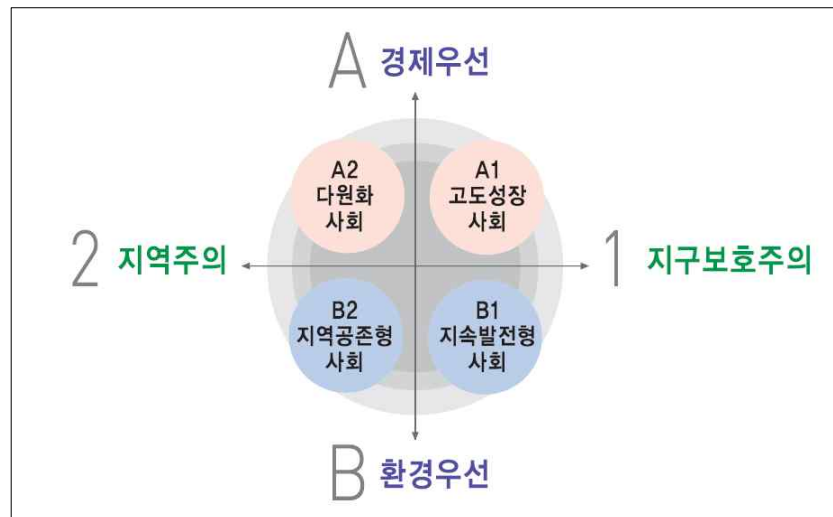 A 경제우선
A2
다원화
사회
A1
고도성장
사회
2 지역주의
1 지구보호주의
B2
지역공존형
사회
B1
지속발전형
사회
B 환경우선